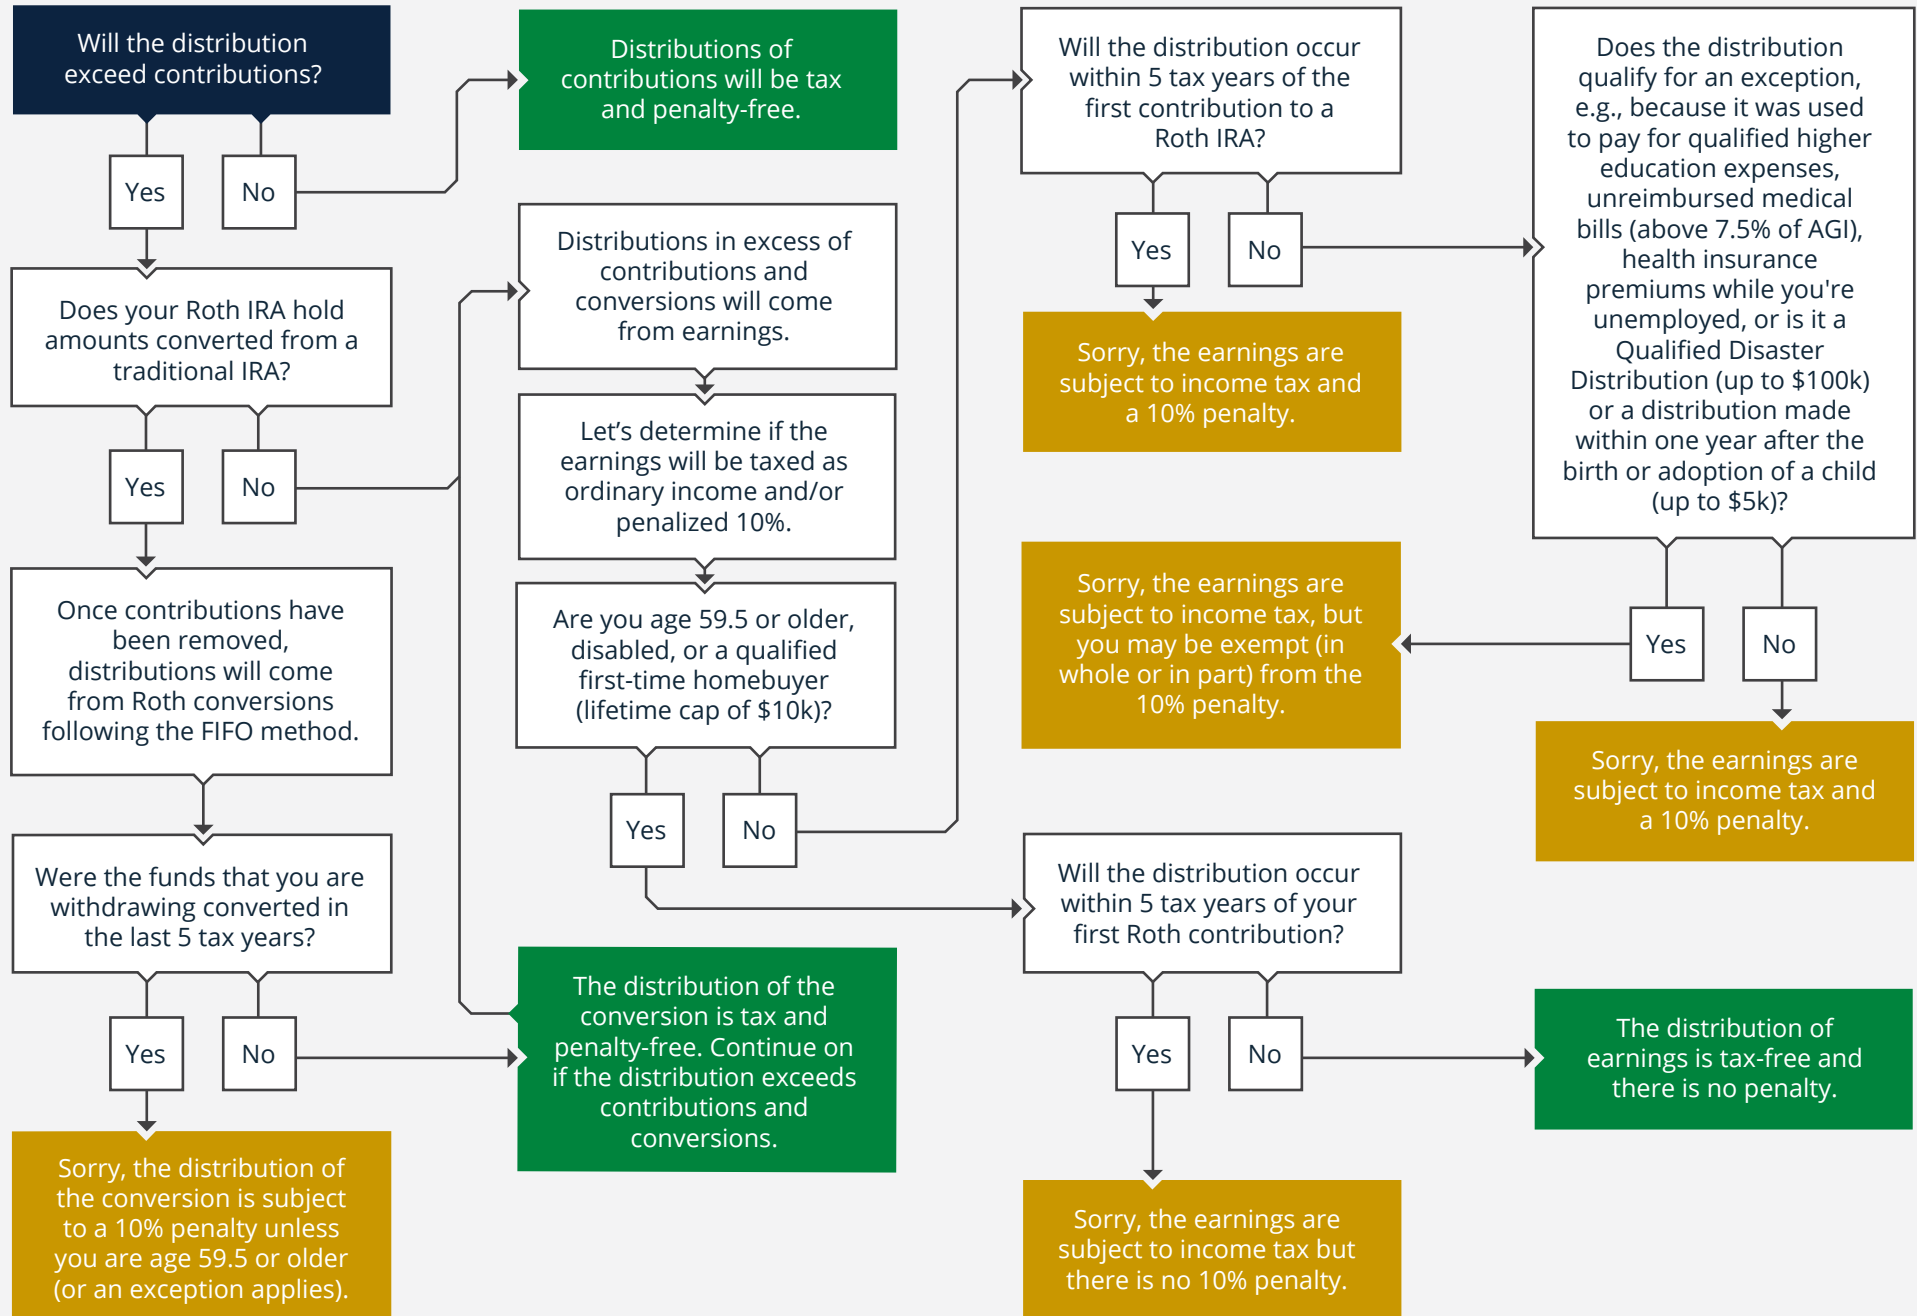 Will the distribution
exceed contributions?
Yes
No
Distributions of
contributions will be tax
and penalty-free.
Does your Roth IRA hold
amounts converted from a
traditional IRA?
Yes
No
Once contributions have
been removed,
distributions will come
from Roth conversions
following the FIFO method.
Were the funds that you are
withdrawing converted in
the last 5 tax years?
Yes
No
Sorry, the distribution of
the conversion is subject
to a 10% penalty unless
you are age 59.5 or older
(or an exception applies).
The distribution of the
conversion is tax and
penalty-free. Continue on
if the distribution exceeds
contributions and
conversions.
Distributions in excess of
contributions and
conversions will come
from earnings.
Let’s determine if the
earnings will be taxed as
ordinary income and/or
penalized 10%.
Are you age 59.5 or older,
disabled, or a qualified
first-time homebuyer
(lifetime cap of $10k)?
Yes
No
Will the distribution occur
within 5 tax years of the
first contribution to a
Roth IRA?
Yes
No
Sorry, the earnings are
subject to income tax and
a 10% penalty.
Does the distribution
qualify for an exception,
e.g., because it was used
to pay for qualified higher
education expenses,
unreimbursed medical
bills (above 7.5% of AGI),
health insurance
premiums while you're
unemployed, or is it a
Qualified Disaster
Distribution (up to $100k)
or a distribution made
within one year after the
birth or adoption of a child
(up to $5k)?
Yes
No
Sorry, the earnings are
subject to income tax, but
you may be exempt (in
whole or in part) from the
10% penalty.
Sorry, the earnings are
subject to income tax and
a 10% penalty.
Will the distribution occur
within 5 tax years of your
first Roth contribution?
Yes
No
The distribution of
earnings is tax-free and
there is no penalty.
Sorry, the earnings are
subject to income tax but
there is no 10% penalty.